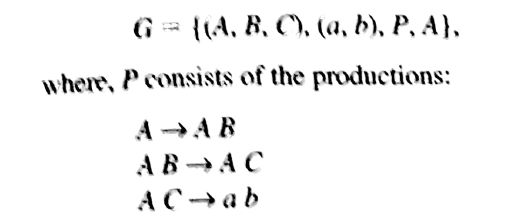 G = {(A, B, C), (a, b), P, A},
where, P consists of the productions:
A → A B
A B → A C
A C → a b